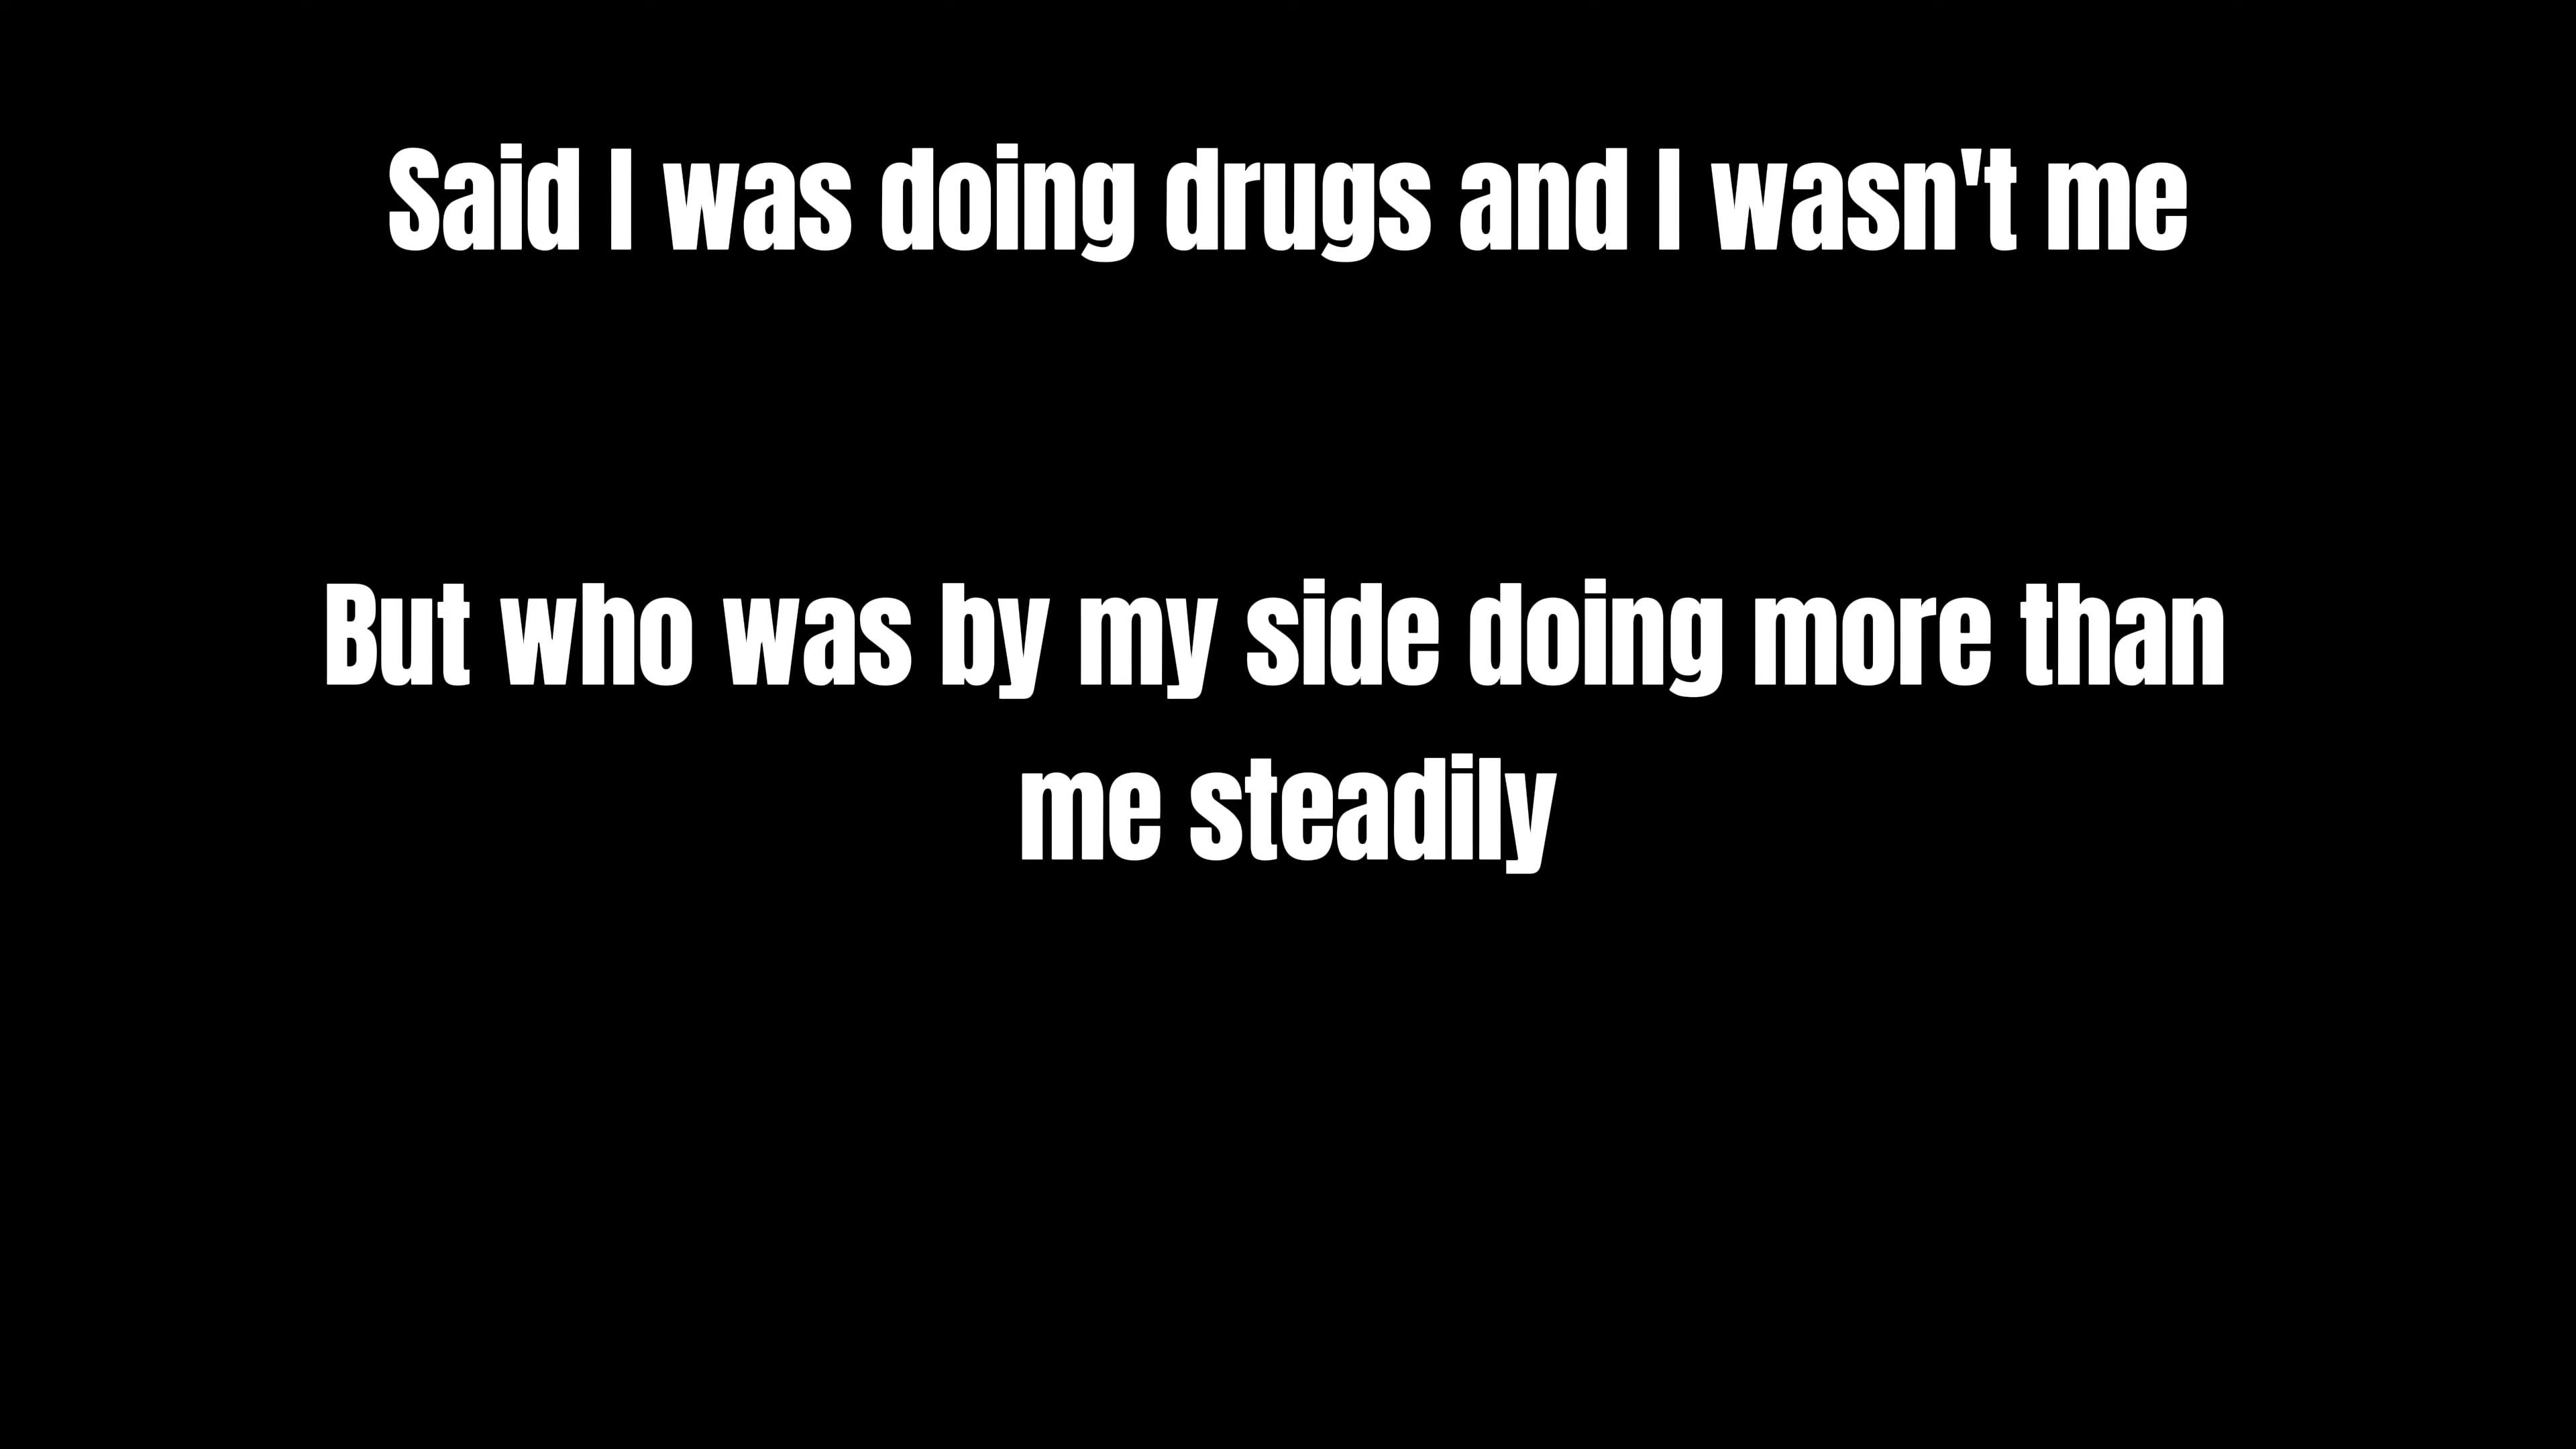 Said I was doing drugs and I wasn't me
But who was by my side doing more than
me steadily